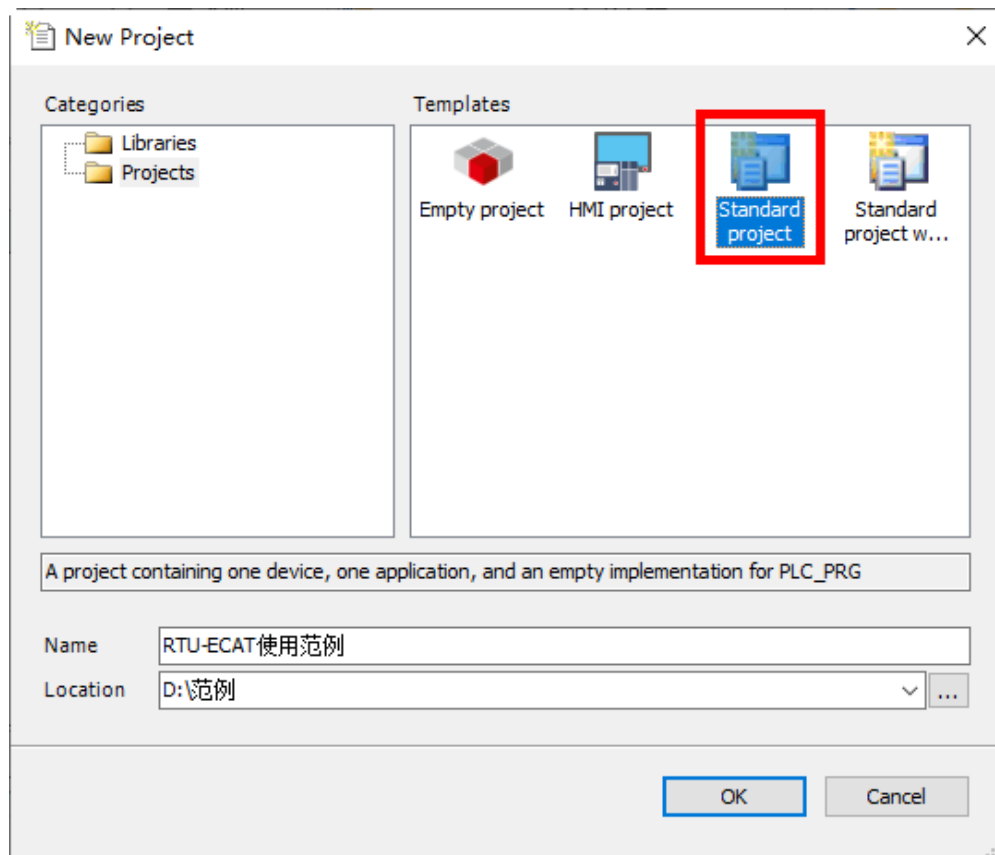 New Project
Categories
Templates
Libraries
Projects
Empty project
HMI project
Standard
project
Standard
project w...
A project containing one device, one application, and an empty implementation for PLC_PRG
Name
RTU-ECAT使用范例
Location
D:\范例
...
OK
Cancel